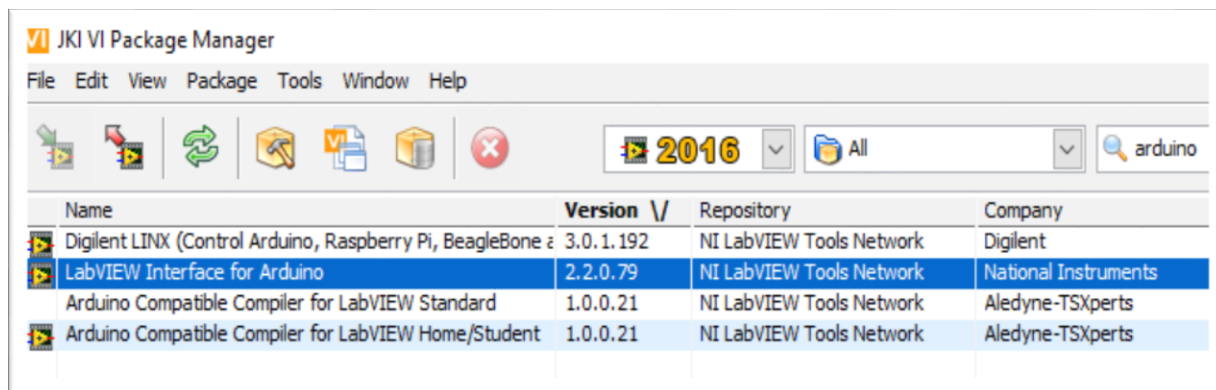 VI JKI VI Package Manager
File Edit View Package Tools Window Help
VI 2016 All arduino
Name Version \/ Repository Company
Digilent LINX (Control Arduino, Raspberry Pi, BeagleBone a 3.0.1.192 NI LabVIEW Tools Network Digilent
LabVIEW Interface for Arduino 2.2.0.79 NI LabVIEW Tools Network National Instruments
Arduino Compatible Compiler for LabVIEW Standard 1.0.0.21 NI LabVIEW Tools Network Aledyne-TSXperts
Arduino Compatible Compiler for LabVIEW Home/Student 1.0.0.21 NI LabVIEW Tools Network Aledyne-TSXperts